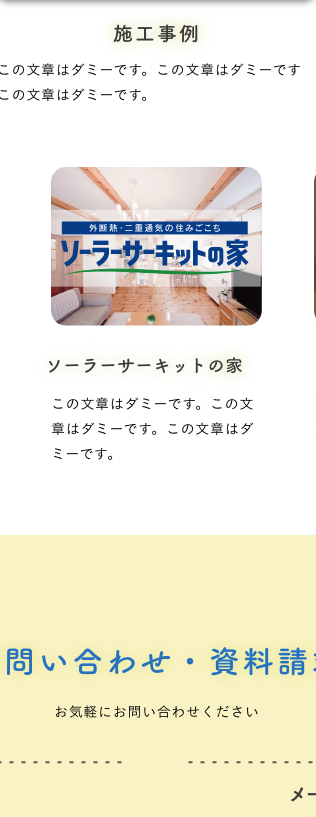 施工事例
この文章はダミーです。この文章はダミーです
この文章はダミーです。
外断熱・二重通気の住みごこち
ソーラーサーキットの家
ソーラーサーキットの家
この文章はダミーです。この文
章はダミーです。この文章はダ
ミーです。
問い合わせ・資料請
お気軽にお問い合わせください
メー